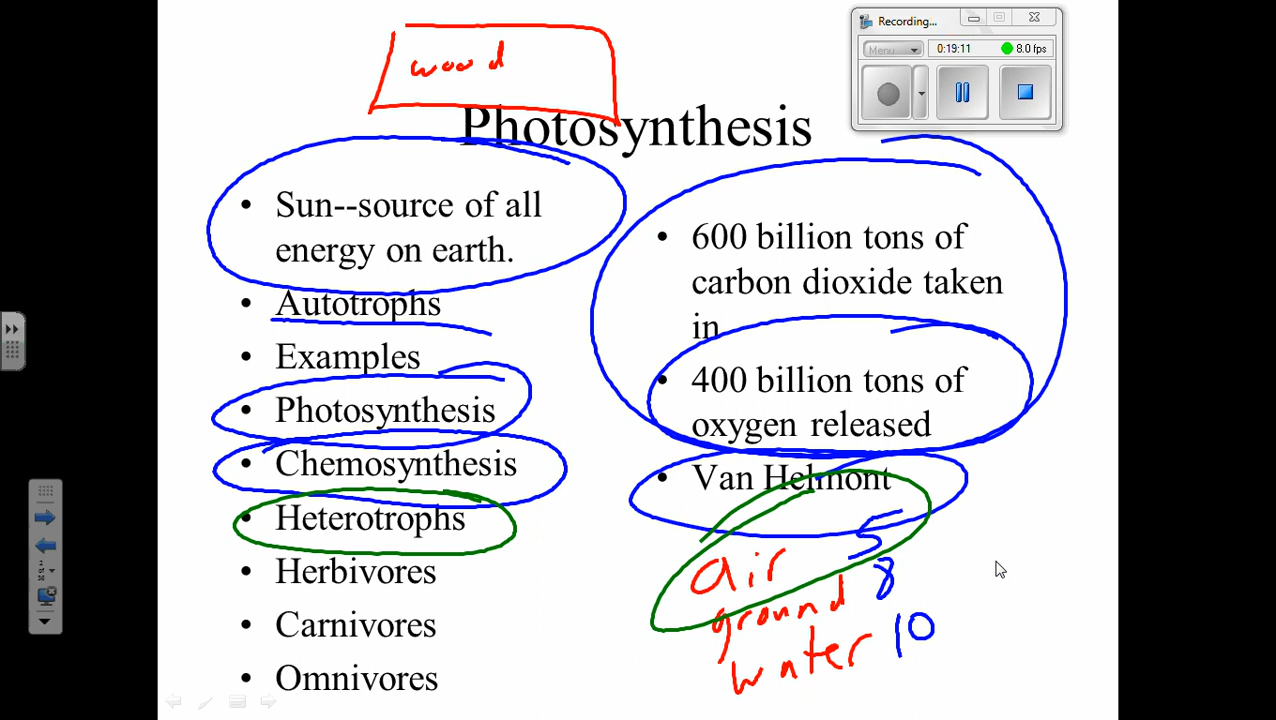 wood
Recording...
Menu
0:19:11
8.0 fps
Photosynthesis
• Sun--source of all
energy on earth.
• Autotrophs
• Examples
• Photosynthesis
• Chemosynthesis
• Heterotrophs
• Herbivores
• Carnivores
• Omnivores
• 600 billion tons of
carbon dioxide taken
in
• 400 billion tons of
oxygen released
• Van Helmont
air 5
ground 8
water 10